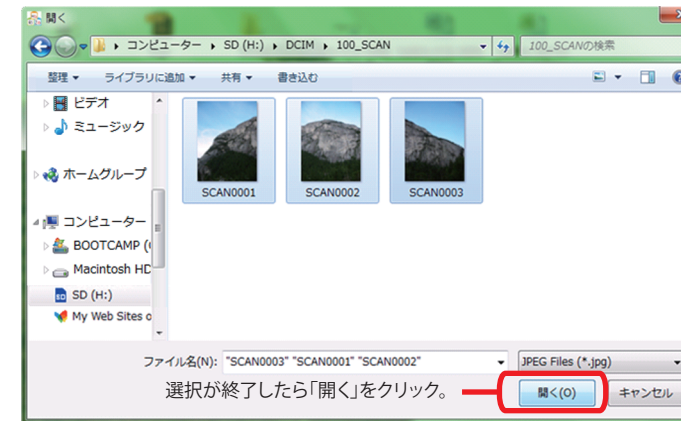 開く
コンピューター ▸ SD (H:) ▸ DCIM ▸ 100_SCAN
100_SCANの検索
整理 ライブラリに追加 共有 書き込む
ビデオ
ミュージック
ホームグループ
コンピューター
BOOTCAMP (
Macintosh HD
SD (H:)
My Web Sites o
SCAN0001 SCAN0002 SCAN0003
ファイル名(N): "SCAN0003" "SCAN0001" "SCAN0002" JPEG Files (*.jpg)
選択が終了したら「開く」をクリック。
開く(O) キャンセル